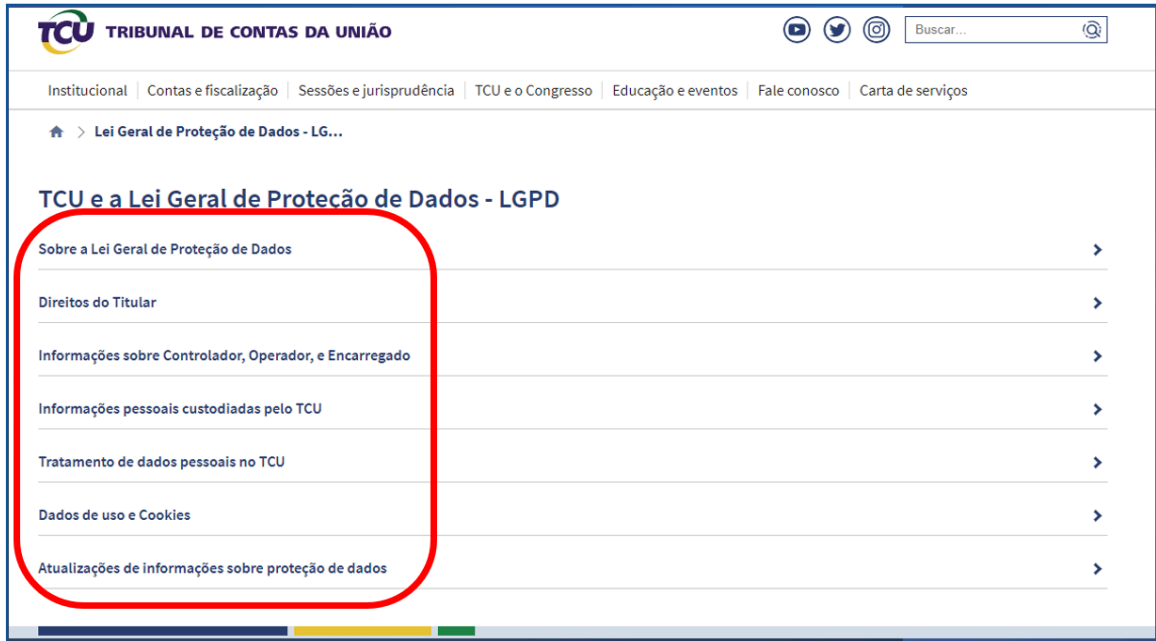 TCU TRIBUNAL DE CONTAS DA UNIÃO
Buscar...
Institucional Contas e fiscalização Sessões e jurisprudência TCU e o Congresso Educação e eventos Fale conosco Carta de serviços
Lei Geral de Proteção de Dados - LG...
TCU e a Lei Geral de Proteção de Dados - LGPD
Sobre a Lei Geral de Proteção de Dados
Direitos do Titular
Informações sobre Controlador, Operador, e Encarregado
Informações pessoais custodiadas pelo TCU
Tratamento de dados pessoais no TCU
Dados de uso e Cookies
Atualizações de informações sobre proteção de dados